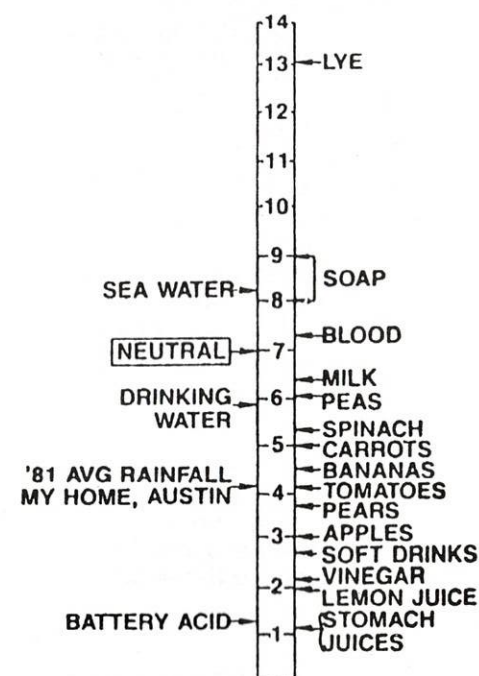 14
13 LYE
12
11
10
9
SOAP
SEA WATER
8
BLOOD
NEUTRAL 7
MILK
DRINKING 6 PEAS
WATER
SPINACH
5 CARROTS
'81 AVG RAINFALL BANANAS
MY HOME, AUSTIN 4 TOMATOES
PEARS
3 APPLES
SOFT DRINKS
VINEGAR
2 LEMON JUICE
BATTERY ACID STOMACH
1 JUICES